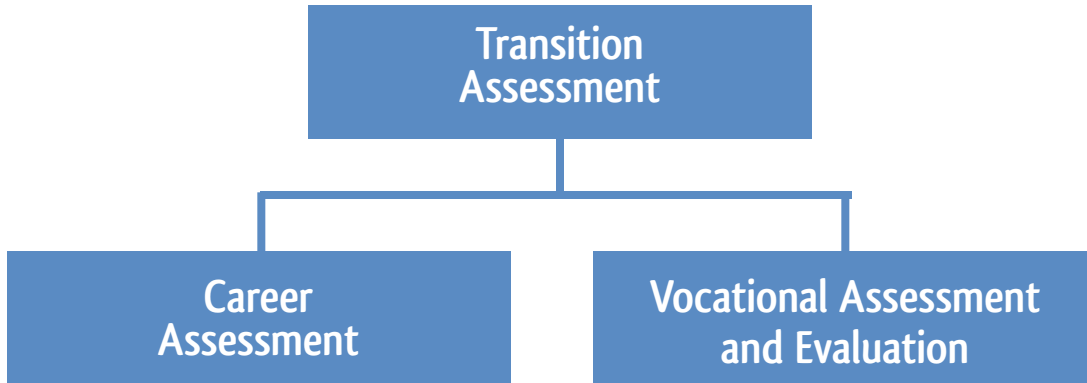 Transition
Assessment
Career
Assessment
Vocational Assessment
and Evaluation